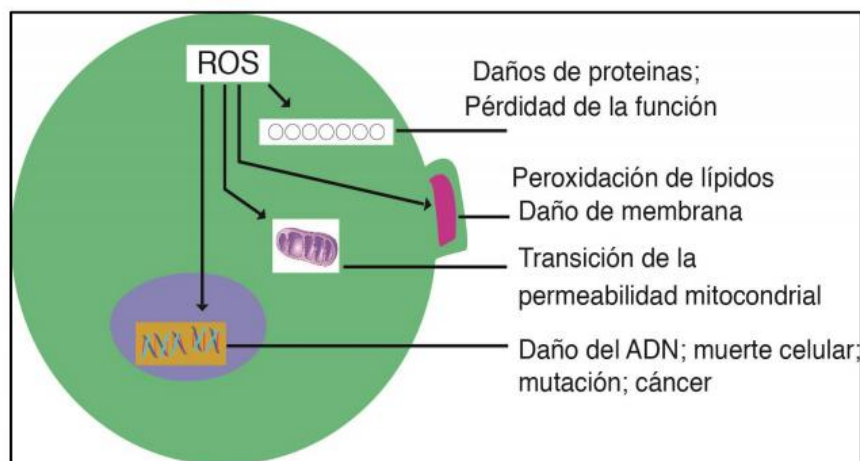 ROS
Daños de proteinas;
Pérdidad de la función
Peroxidación de lípidos
Daño de membrana
Transición de la
permeabilidad mitocondrial
Daño del ADN; muerte celular;
mutación; cáncer